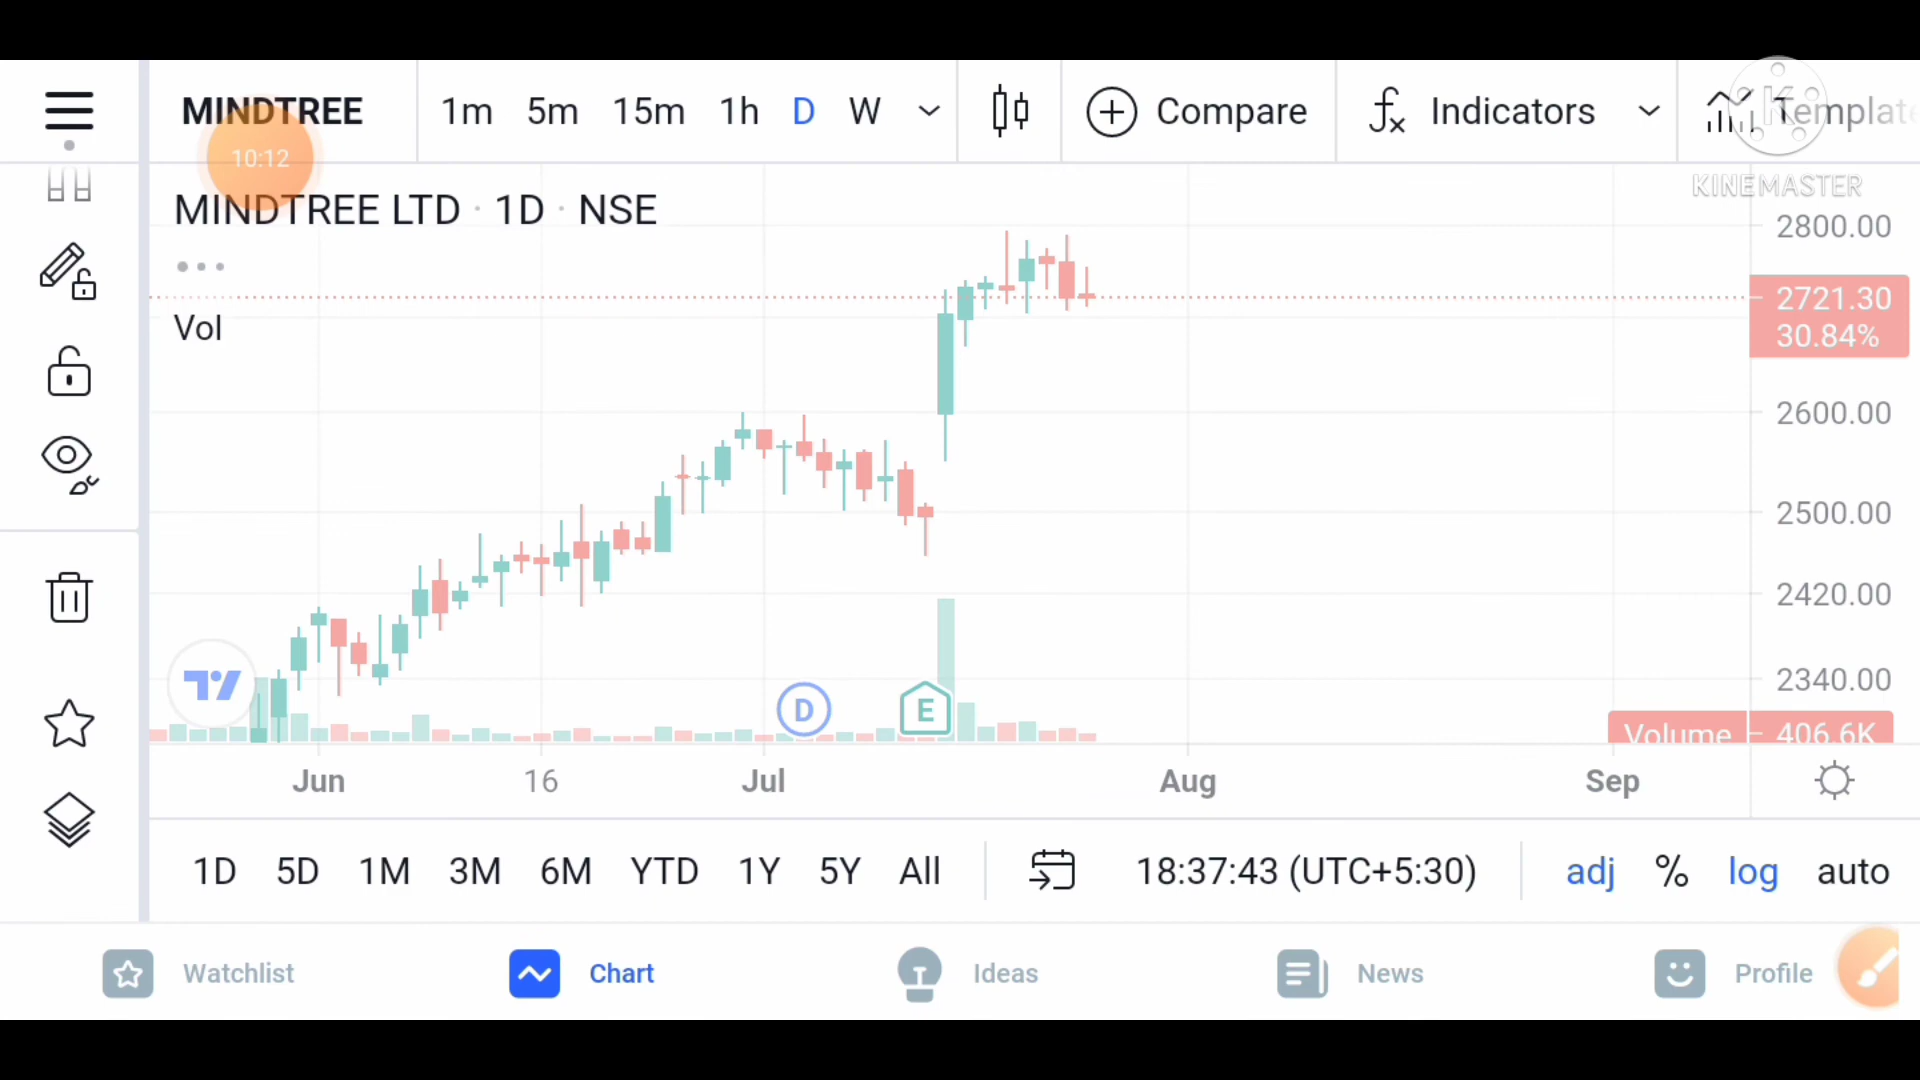 MINDTREE 1m 5m 15m 1h D W Compare Indicators Template
10:12
KINEMASTER
MINDTREE LTD · 1D · NSE
2800.00
2721.30
30.84%
Vol
2600.00
2500.00
2420.00
2340.00
D E
Volume 406.6K
Jun 16 Jul Aug Sep
1D 5D 1M 3M 6M YTD 1Y 5Y All 18:37:43 (UTC+5:30) adj % log auto
Watchlist Chart Ideas News Profile